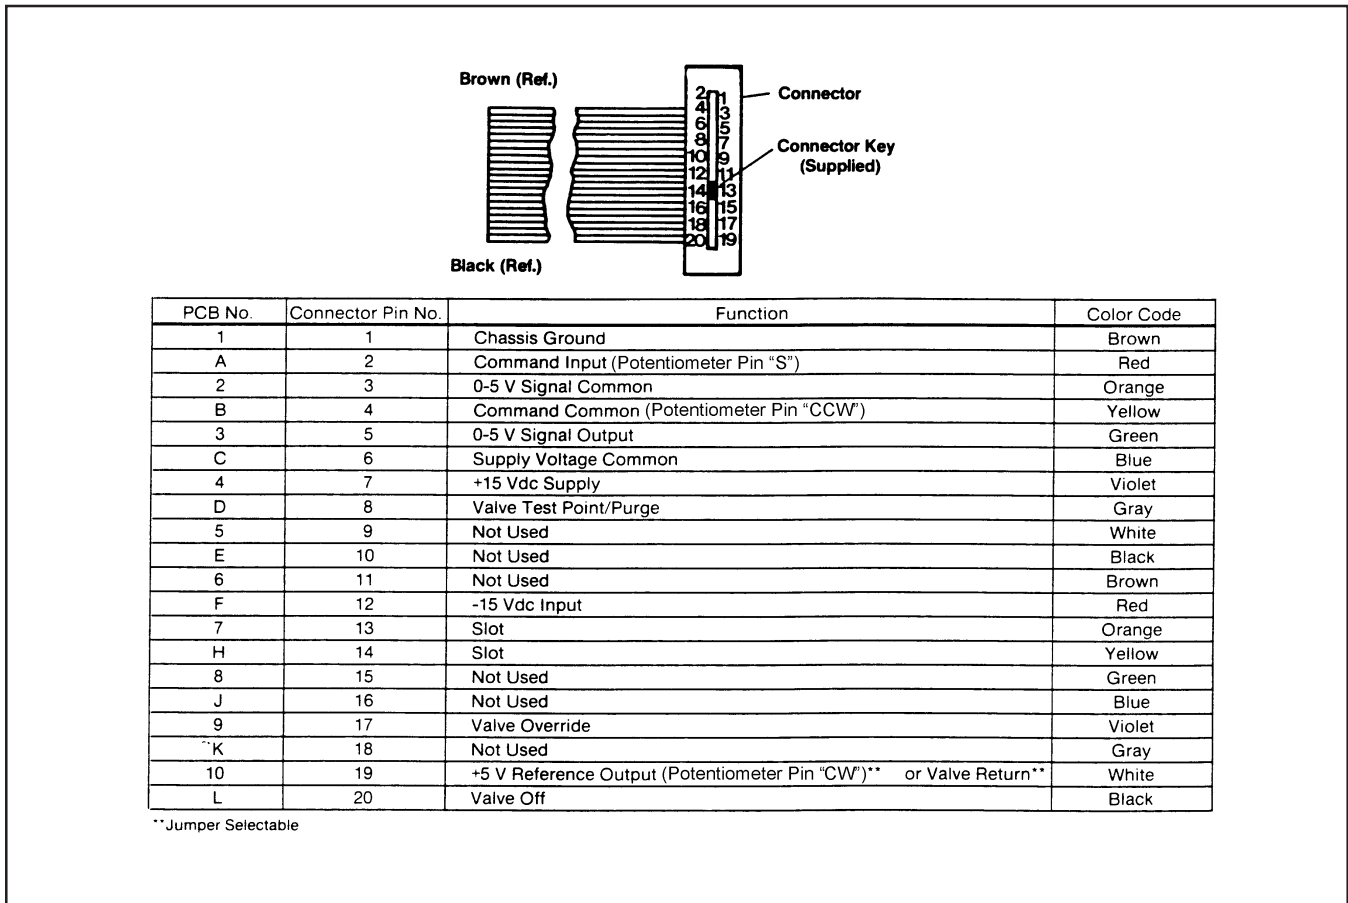 Brown (Ref.)
Connector
Connector Key
(Supplied)
2 1
4 3
6 5
8 7
10 9
12 11
14 13
16 15
18 17
20 19
Black (Ref.)
PCB No. Connector Pin No. Function Color Code
1 1 Chassis Ground Brown
A 2 Command Input (Potentiometer Pin “S”) Red
2 3 0-5 V Signal Common Orange
B 4 Command Common (Potentiometer Pin “CCW”) Yellow
3 5 0-5 V Signal Output Green
C 6 Supply Voltage Common Blue
4 7 +15 Vdc Supply Violet
D 8 Valve Test Point/Purge Gray
5 9 Not Used White
E 10 Not Used Black
6 11 Not Used Brown
F 12 -15 Vdc Input Red
7 13 Slot Orange
H 14 Slot Yellow
8 15 Not Used Green
J 16 Not Used Blue
9 17 Valve Override Violet
K 18 Not Used Gray
10 19 +5 V Reference Output (Potentiometer Pin “CW”)** or Valve Return** White
L 20 Valve Off Black
**Jumper Selectable